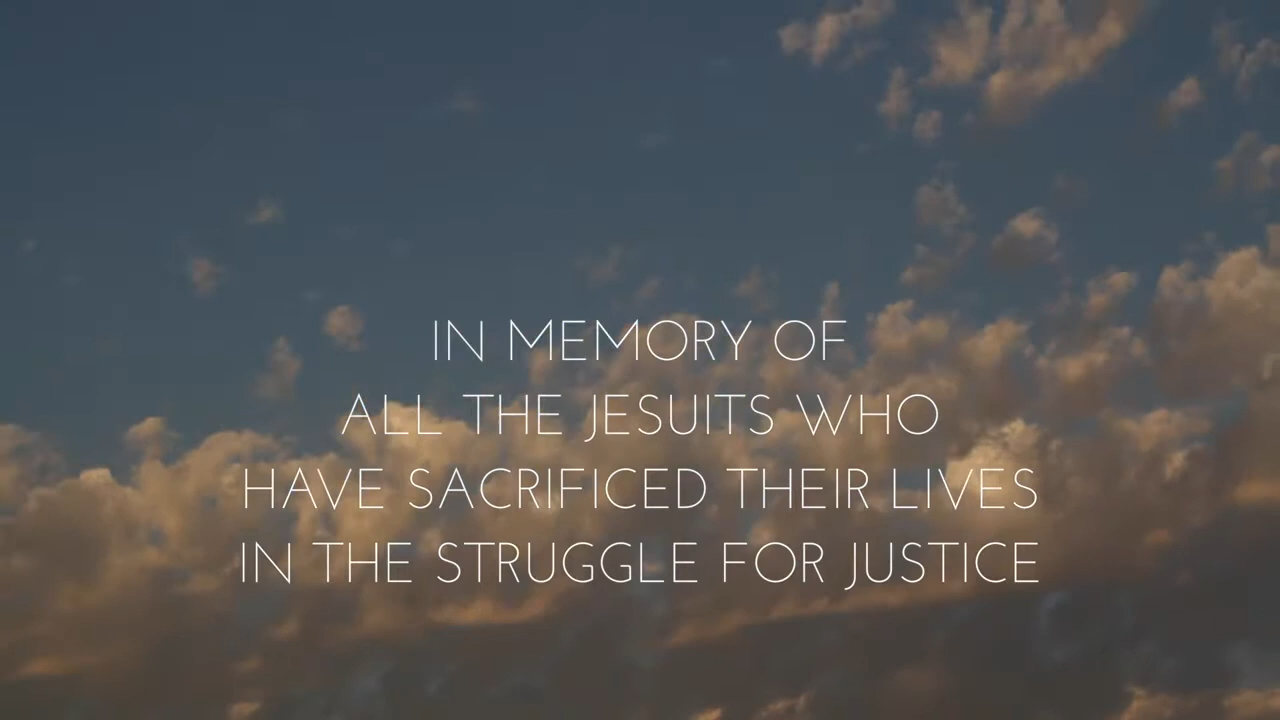 IN MEMORY OF
ALL THE JESUITS WHO
HAVE SACRIFICED THEIR LIVES
IN THE STRUGGLE FOR JUSTICE